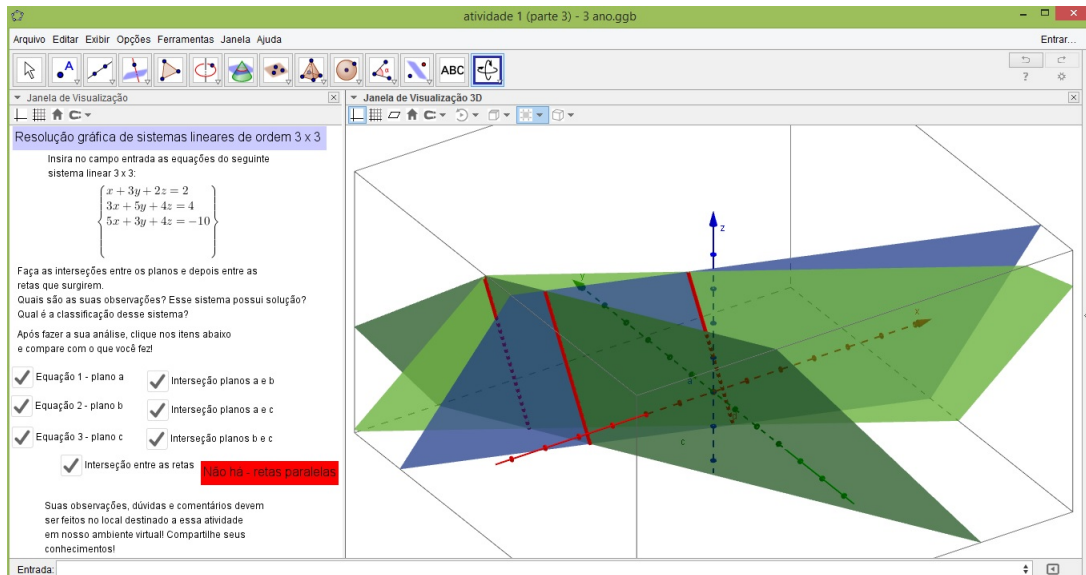 atividade 1 (parte 3) - 3 ano.ggb
Arquivo Editar Exibir Opções Ferramentas Janela Ajuda
Entrar...
ABC
Janela de Visualização
Janela de Visualização 3D
Resolução gráfica de sistemas lineares de ordem 3 x 3
Insira no campo entrada as equações do seguinte
sistema linear 3 x 3:
x + 3y + 2z = 2
3x + 5y + 4z = 4
5x + 3y + 4z = −10
Faça as interseções entre os planos e depois entre as
retas que surgirem.
Quais são as suas observações? Esse sistema possui solução?
Qual é a classificação desse sistema?
Após fazer a sua análise, clique nos itens abaixo
e compare com o que você fez!
Equação 1 - plano a
Interseção planos a e b
Equação 2 - plano b
Interseção planos a e c
Equação 3 - plano c
Interseção planos b e c
Interseção entre as retas
Não há - retas paralelas
Suas observações, dúvidas e comentários devem
ser feitos no local destinado a essa atividade
em nosso ambiente virtual! Compartilhe seus
conhecimentos!
z
y
x
a
c
Entrada: